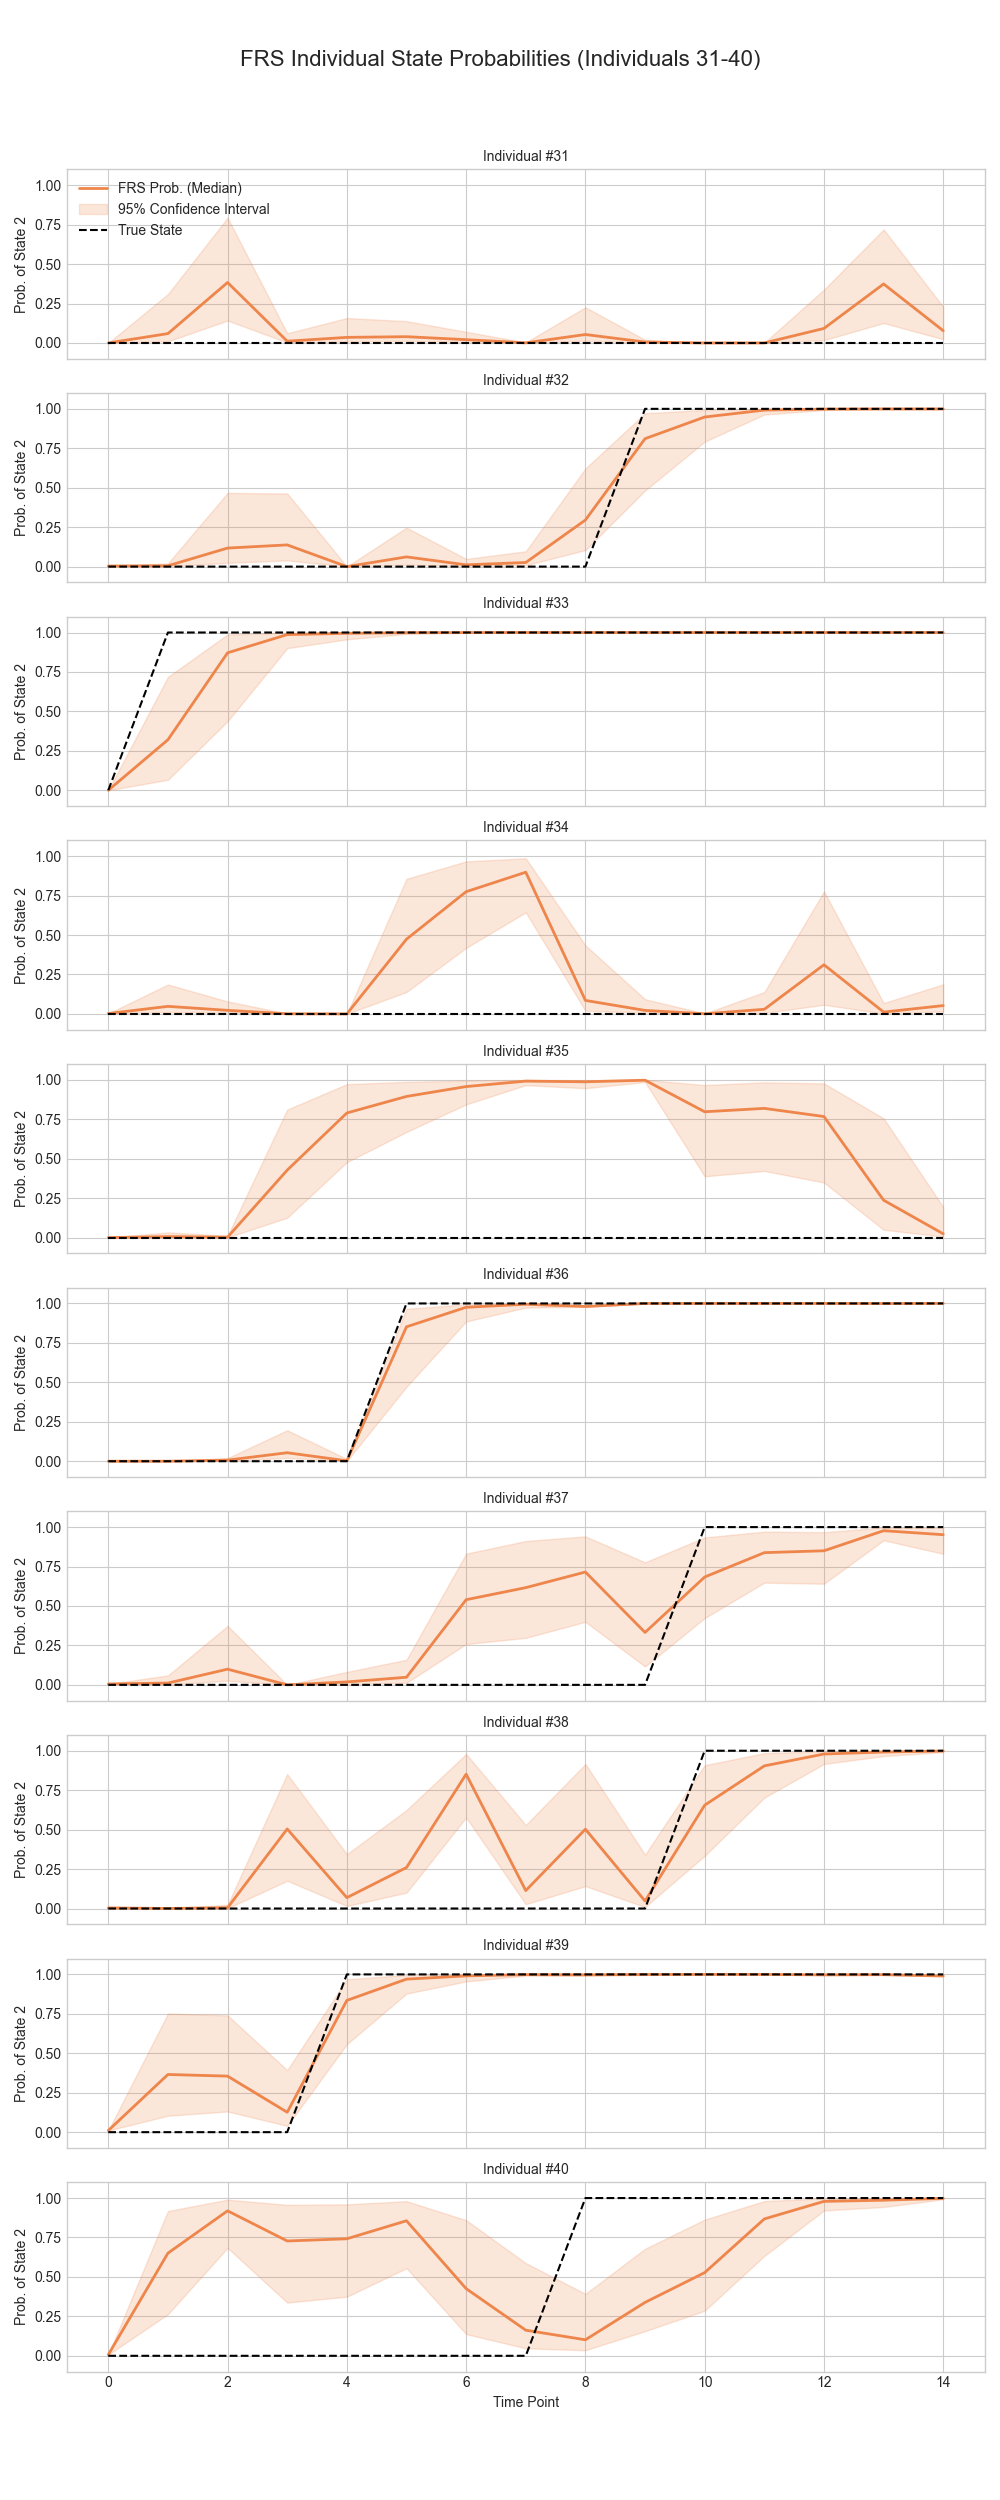 FRS Individual State Probabilities (Individuals 31-40)
Individual #31
FRS Prob. (Median)
95% Confidence Interval
True State
Prob. of State 2
1.00
0.75
0.50
0.25
0.00
Individual #32
Prob. of State 2
1.00
0.75
0.50
0.25
0.00
Individual #33
Prob. of State 2
1.00
0.75
0.50
0.25
0.00
Individual #34
Prob. of State 2
1.00
0.75
0.50
0.25
0.00
Individual #35
Prob. of State 2
1.00
0.75
0.50
0.25
0.00
Individual #36
Prob. of State 2
1.00
0.75
0.50
0.25
0.00
Individual #37
Prob. of State 2
1.00
0.75
0.50
0.25
0.00
Individual #38
Prob. of State 2
1.00
0.75
0.50
0.25
0.00
Individual #39
Prob. of State 2
1.00
0.75
0.50
0.25
0.00
Individual #40
Prob. of State 2
1.00
0.75
0.50
0.25
0.00
0 2 4 6 8 10 12 14
Time Point